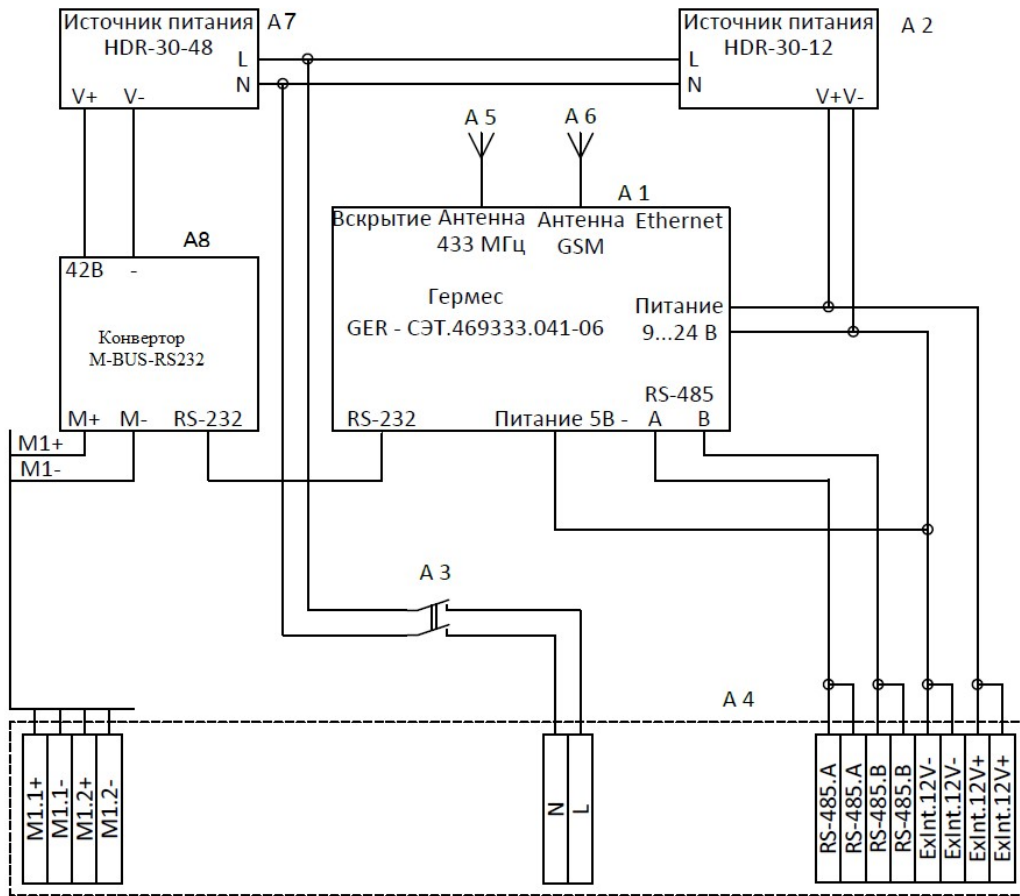 Источник питания
HDR-30-48
A7
L
N
V+ V-
Источник питания
HDR-30-12
A 2
L
N
V+V-
A 5
A 6
A 1
Вскрытие Антенна 433 МГц
Антенна GSM
Ethernet
Гермес
GER - СЭТ.469333.041-06
Питание
9...24 В
RS-485
RS-232
Питание 5В -
A
B
A8
42В -
Конвертор
M-BUS-RS232
M+ M- RS-232
M1+
M1-
A 3
A 4
M1.1+
M1.1-
M1.2+
M1.2-
N
L
RS-485.A
RS-485.A
RS-485.B
RS-485.B
ExInt.12V-
ExInt.12V-
ExInt.12V+
ExInt.12V+